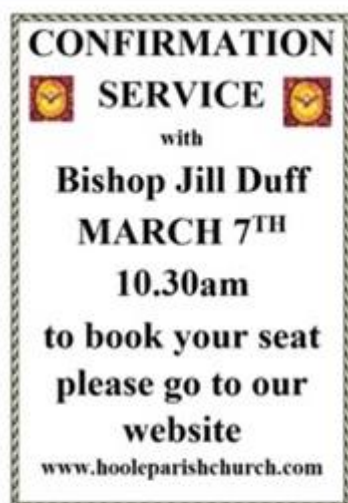 CONFIRMATION
SERVICE
with
Bishop Jill Duff
MARCH 7TH
10.30am
to book your seat
please go to our
website
www.hooleparishchurch.com